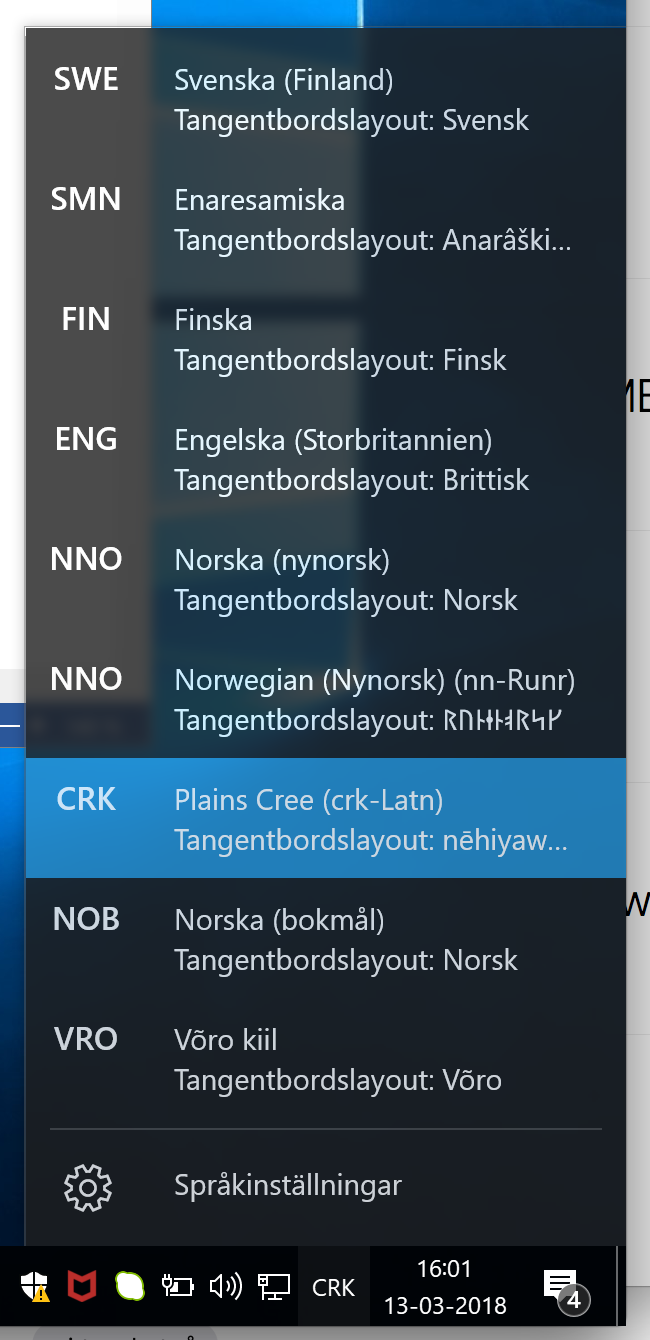 SWE Svenska (Finland)
Tangentbordslayout: Svensk
SMN Enaresamiska
Tangentbordslayout: Anarâški...
FIN Finska
Tangentbordslayout: Finsk
ENG Engelska (Storbritannien)
Tangentbordslayout: Brittisk
NNO Norska (nynorsk)
Tangentbordslayout: Norsk
NNO Norwegian (Nynorsk) (nn-Runr)
Tangentbordslayout:
CRK Plains Cree (crk-Latn)
Tangentbordslayout: nēhiyaw...
NOB Norska (bokmål)
Tangentbordslayout: Norsk
VRO Võro kiil
Tangentbordslayout: Võro
Språkinställningar
CRK
16:01
13-03-2018
4